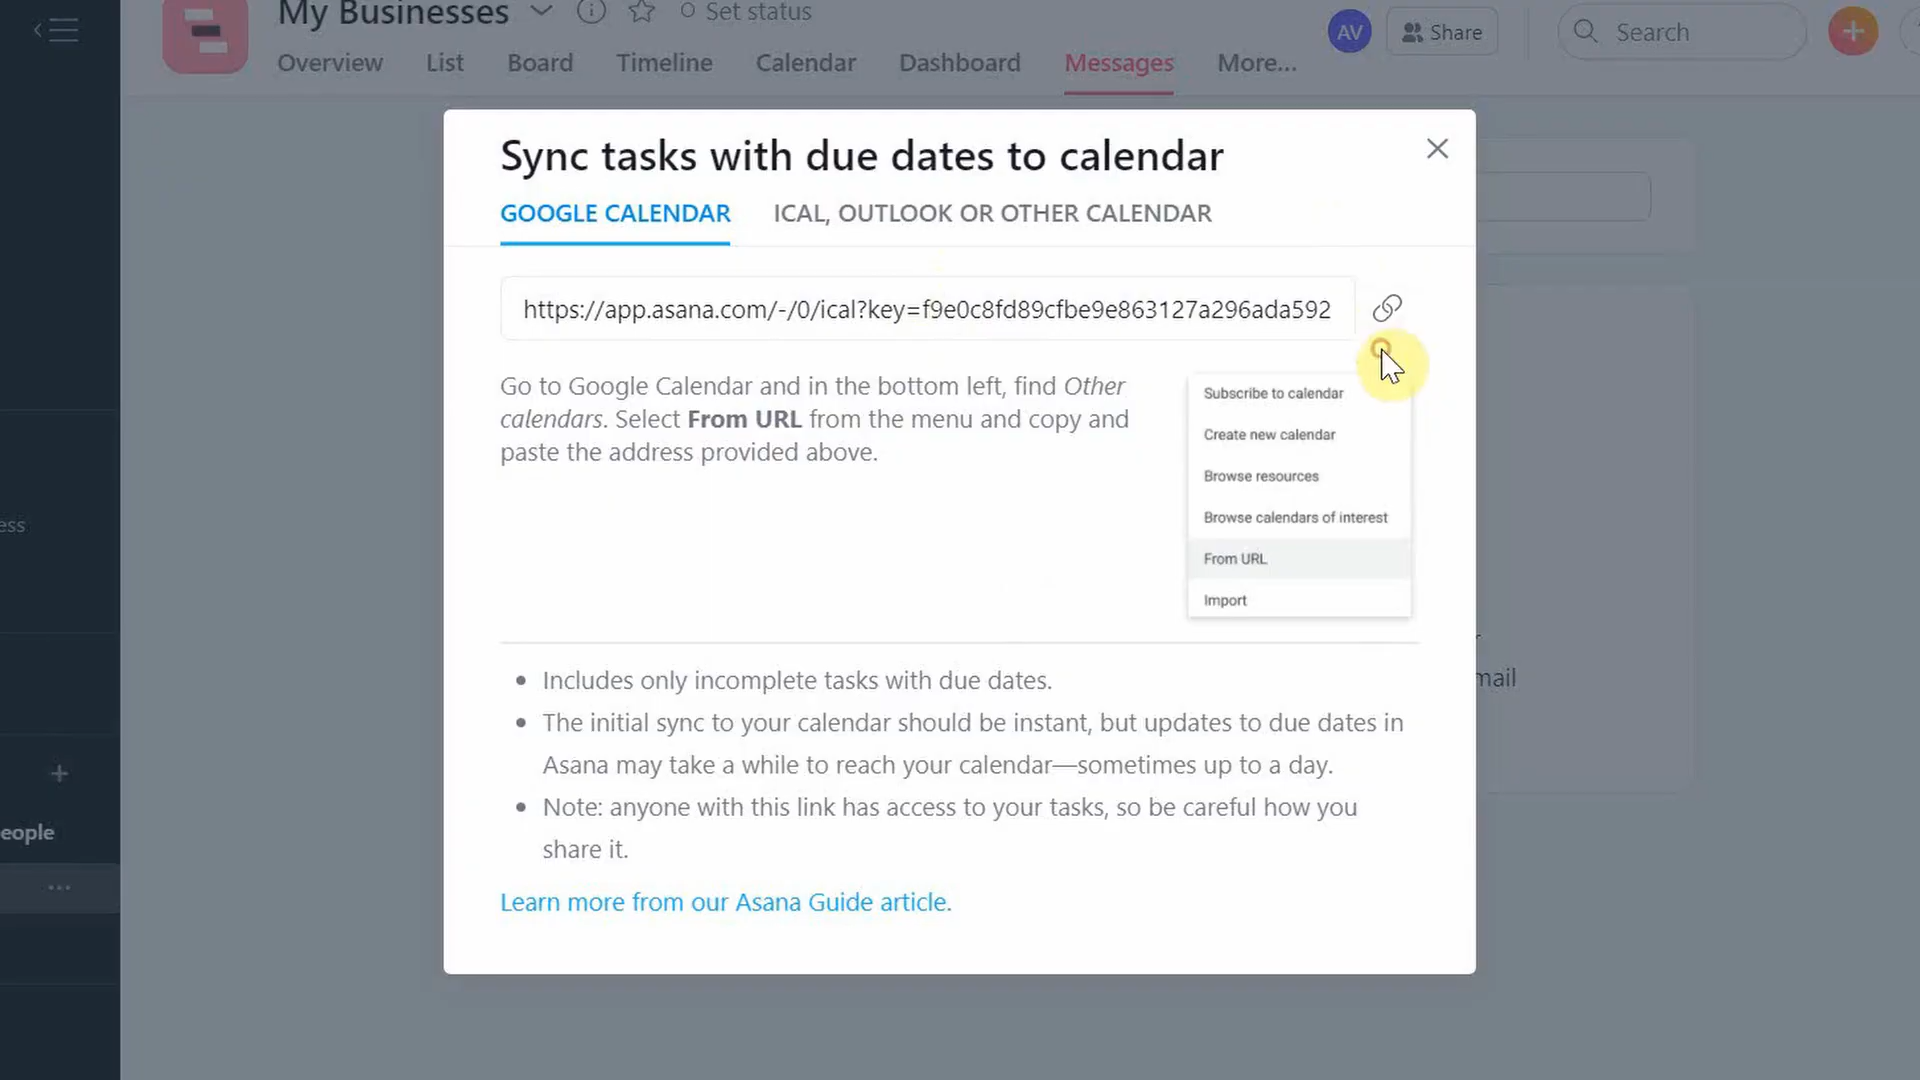 My Businesses
Set status
AV
Share
Search
Overview
List
Board
Timeline
Calendar
Dashboard
Messages
More...
Sync tasks with due dates to calendar
GOOGLE CALENDAR
ICAL, OUTLOOK OR OTHER CALENDAR
https://app.asana.com/-/0/ical?key=f9e0c8fd89cfbe9e863127a296ada592
Go to Google Calendar and in the bottom left, find Other
calendars. Select From URL from the menu and copy and
paste the address provided above.
Subscribe to calendar
Create new calendar
Browse resources
Browse calendars of interest
From URL
Import
• Includes only incomplete tasks with due dates.
• The initial sync to your calendar should be instant, but updates to due dates in
Asana may take a while to reach your calendar—sometimes up to a day.
• Note: anyone with this link has access to your tasks, so be careful how you
share it.
Learn more from our Asana Guide article.
ess
eople
mail